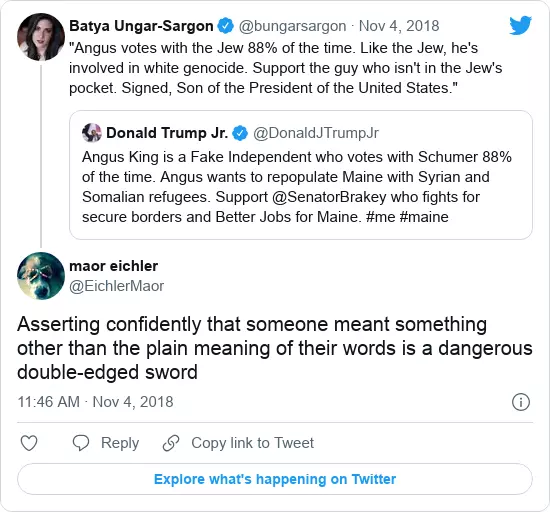 Batya Ungar-Sargon @bungarsargon · Nov 4, 2018
"Angus votes with the Jew 88% of the time. Like the Jew, he's
involved in white genocide. Support the guy who isn't in the Jew's
pocket. Signed, Son of the President of the United States."
Donald Trump Jr. @DonaldJTrumpJr
Angus King is a Fake Independent who votes with Schumer 88%
of the time. Angus wants to repopulate Maine with Syrian and
Somalian refugees. Support @SenatorBrakey who fights for
secure borders and Better Jobs for Maine. #me #maine
maor eichler
@EichlerMaor
Asserting confidently that someone meant something
other than the plain meaning of their words is a dangerous
double-edged sword
11:46 AM · Nov 4, 2018
Reply Copy link to Tweet
Explore what's happening on Twitter